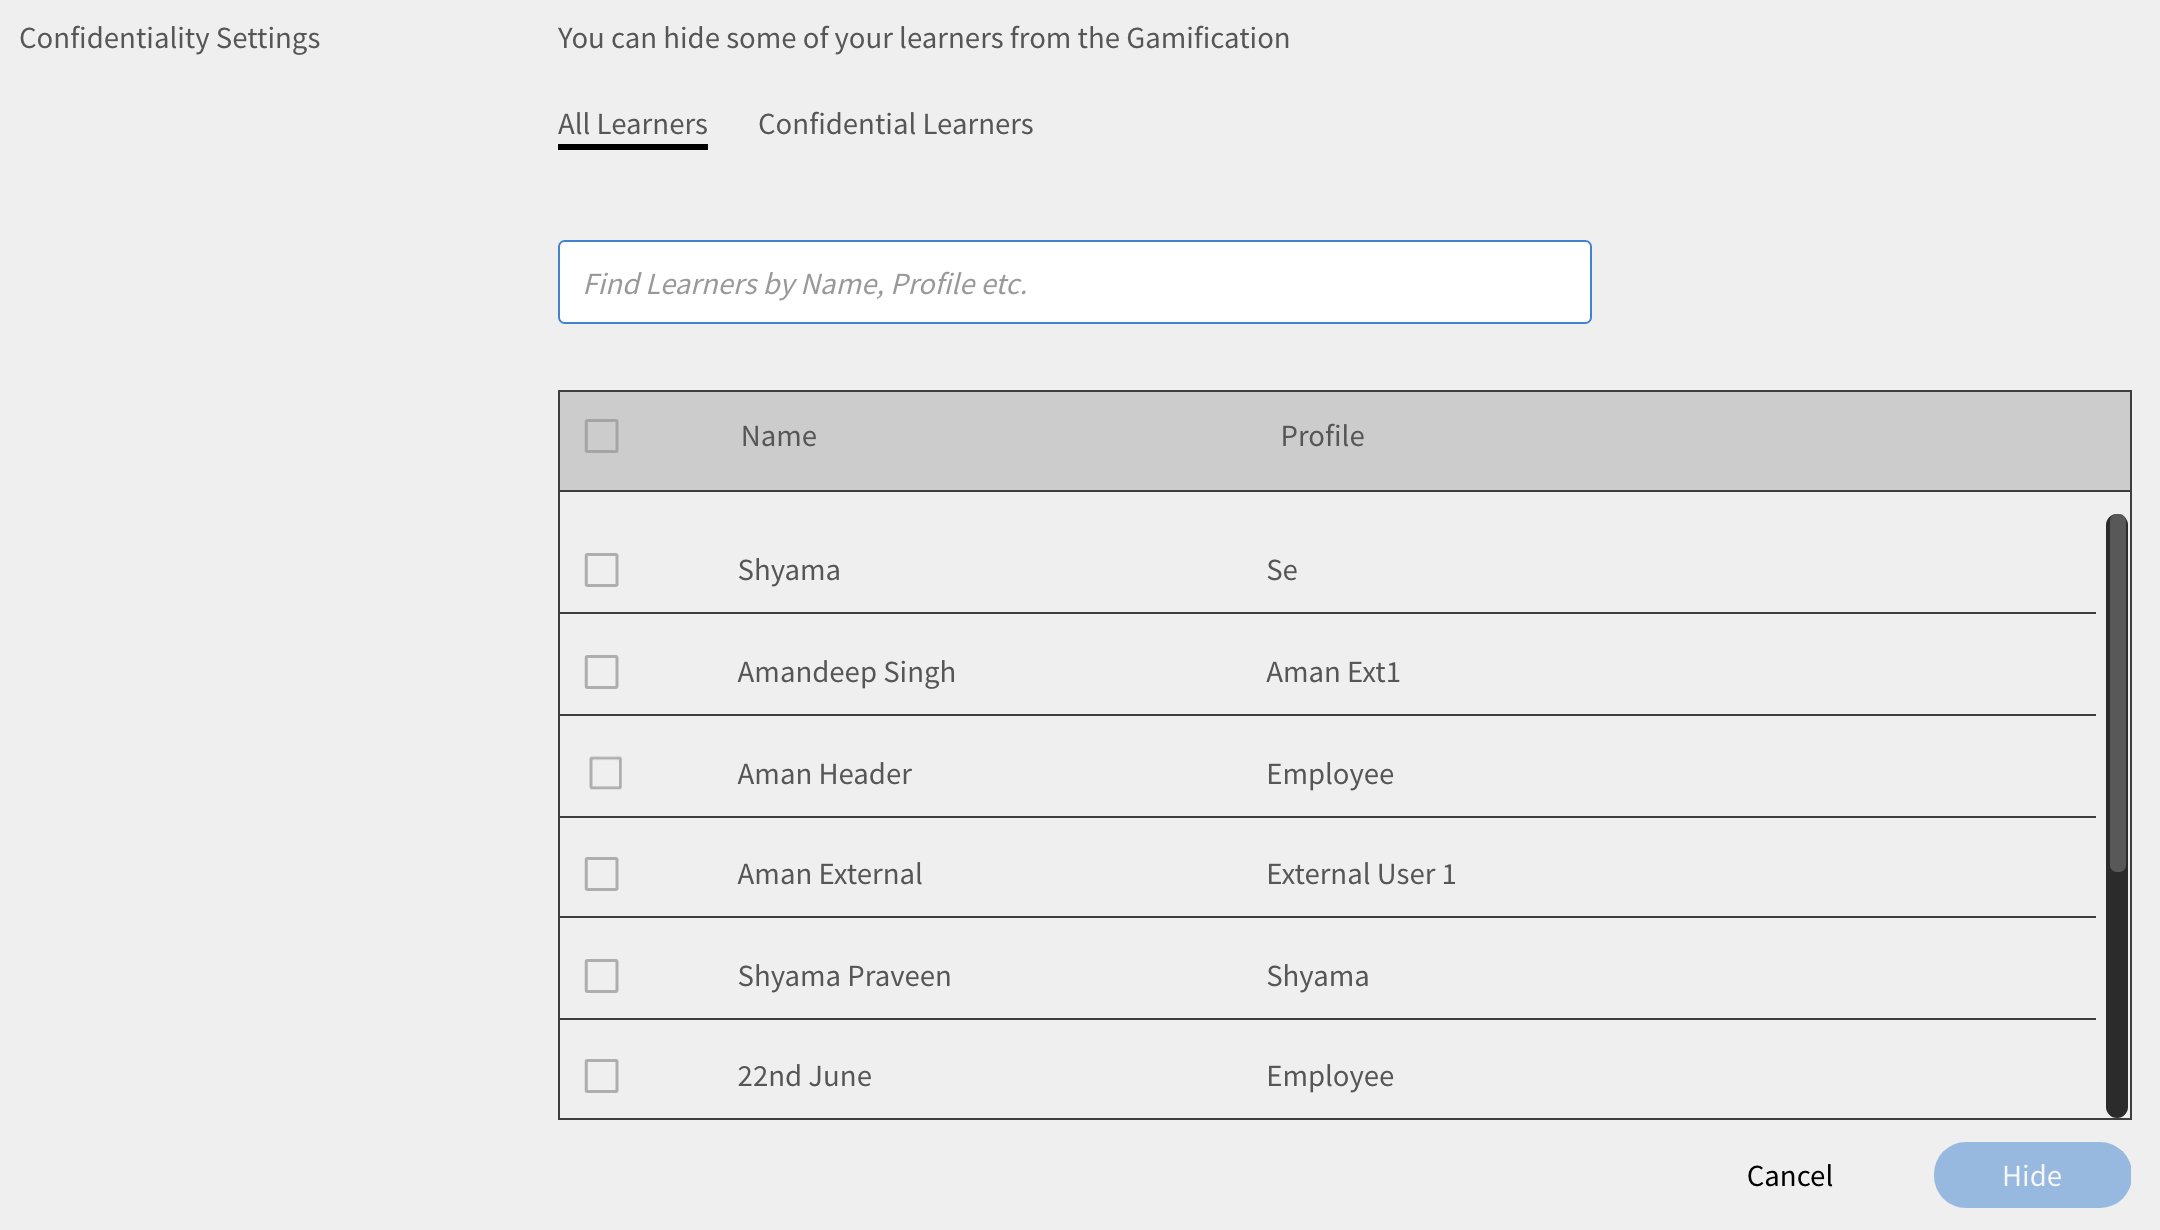 Confidentiality Settings
You can hide some of your learners from the Gamification
All Learners
Confidential Learners
Find Learners by Name, Profile etc.
Name Profile
Shyama Se
Amandeep Singh Aman Ext1
Aman Header Employee
Aman External External User 1
Shyama Praveen Shyama
22nd June Employee
Cancel Hide